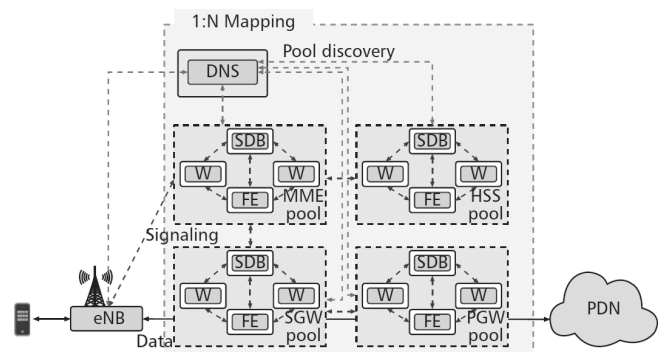 1:N Mapping
Pool discovery
DNS
SDB
W
W
FE
MME
pool
SDB
W
W
FE
HSS
pool
Signaling
SDB
W
W
FE
SGW
pool
SDB
W
W
FE
PGW
pool
eNB
Data
PDN